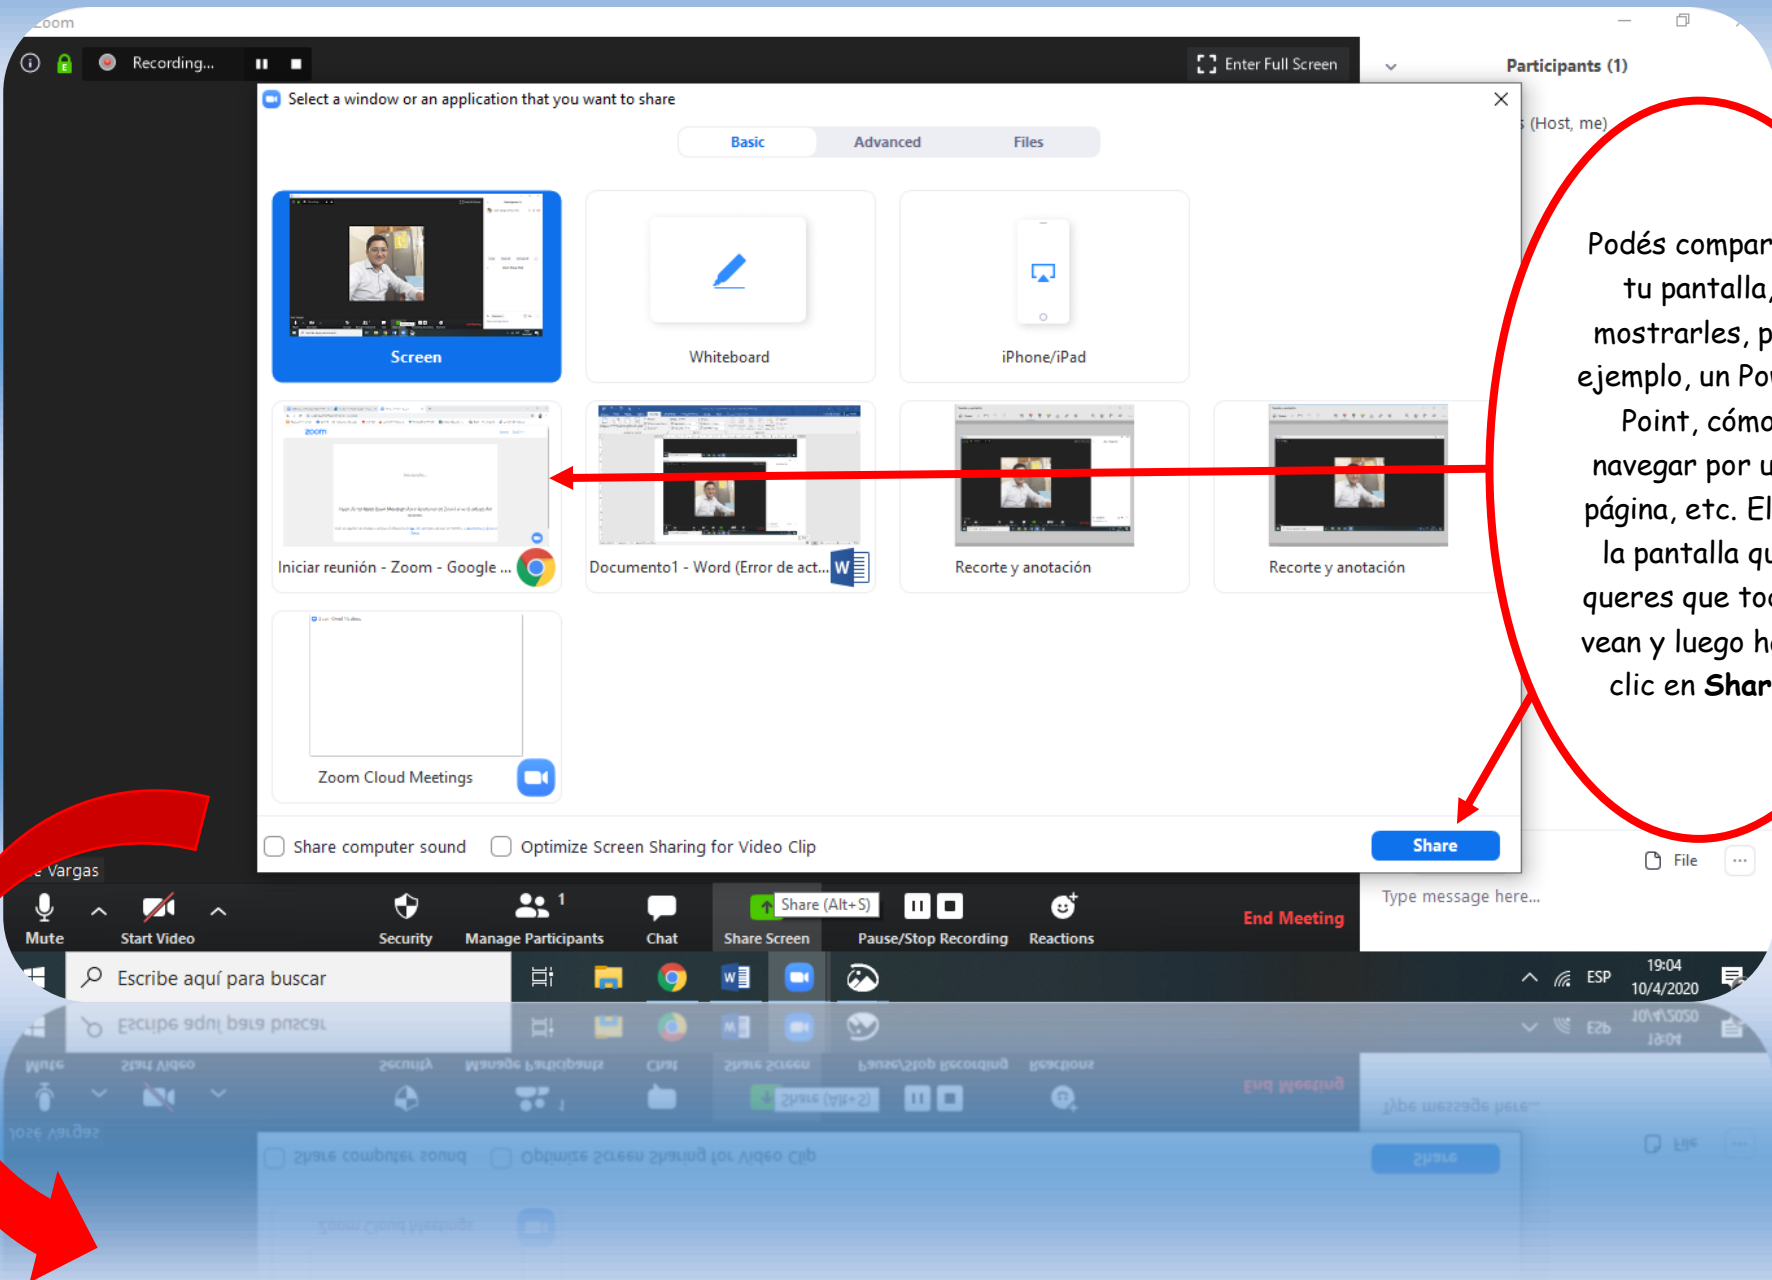 Zoom
Recording...
Enter Full Screen
Participants (1)
(Host, me)
Select a window or an application that you want to share
Basic
Advanced
Files
Screen
Whiteboard
iPhone/iPad
zoom
Iniciar reunión - Zoom - Google ...
Documento1 - Word (Error de act...
Recorte y anotación
Recorte y anotación
Zoom Cloud Meetings
Podés compar
tu pantalla,
mostrarles, p
ejemplo, un Po
Point, cómo
navegar por u
página, etc. El
la pantalla qu
queres que to
vean y luego h
clic en Shar
Share computer sound
Optimize Screen Sharing for Video Clip
Share
Vargas
File
Type message here...
Mute
Start Video
Security
1
Manage Participants
Chat
Share Screen
Share (Alt+S)
Pause/Stop Recording
Reactions
End Meeting
Escribe aquí para buscar
ESP
19:04
10/4/2020